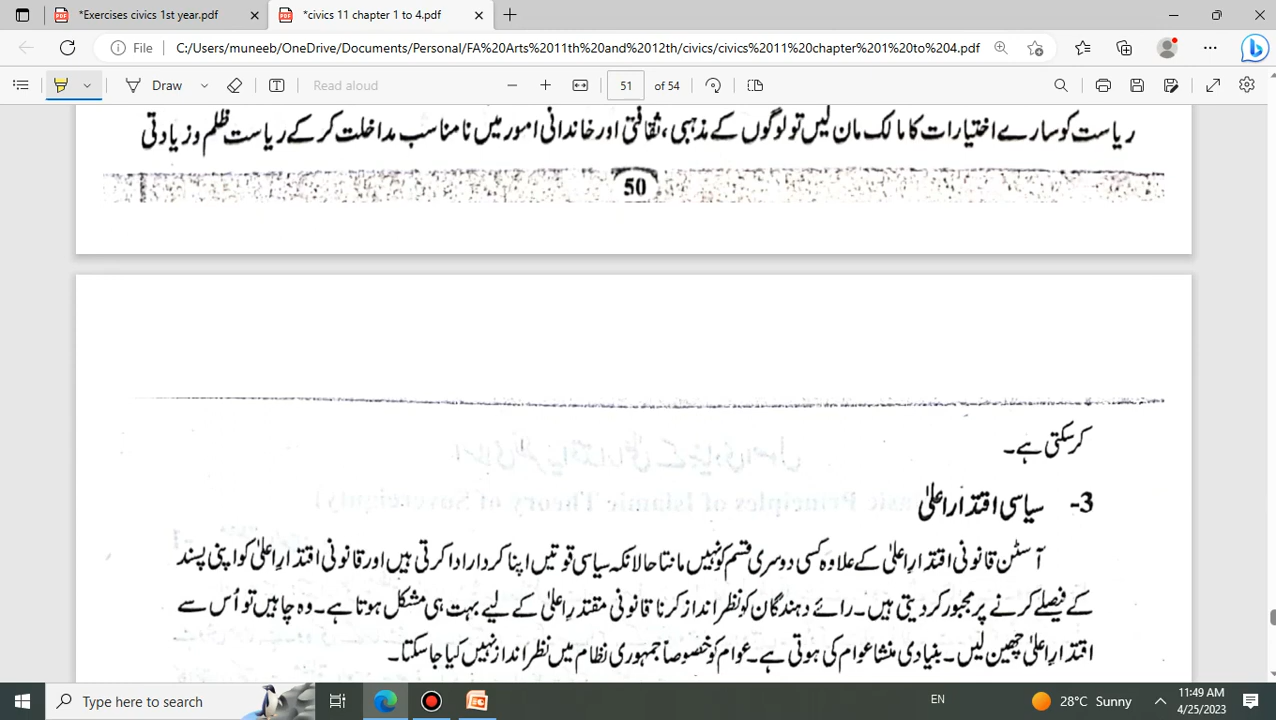 *Exercises civics 1st year.pdf
*civics 11 chapter 1 to 4.pdf
File
C:/Users/muneeb/OneDrive/Documents/Personal/FA%20Arts%2011th%20and%2012th/civics/civics%2011%20chapter%201%20to%204.pdf
Draw
Read aloud
51 of 54
ریاست کو سارے اختیارات کا مالک مان لیں تو لوگوں کے مذہبی، ثقافتی اور خاندانی امور میں نامناسب مداخلت کر کے ریاست ظلم و زیادتی
50
کر سکتی ہے۔
3- سیاسی اقتدار اعلیٰ
آسٹن قانونی اقتدارِ اعلیٰ کے علاوہ کسی دوسری قسم کو نہیں مانتا حالانکہ سیاسی قوتیں اپنا کردار ادا کرتی ہیں اور قانونی اقتدارِ اعلیٰ کو اپنی پسند
کے فیصلے کرنے پر مجبور کر دیتی ہیں۔ رائے دہندگان کو نظر انداز کرنا قانونی مقتدرِ اعلیٰ کے لیے بہت ہی مشکل ہوتا ہے۔ وہ چاہیں تو اُس سے
اقتدارِ اعلیٰ چھین لیں۔ بنیادی منشا عوام کی ہوتی ہے۔ عوام کو خصوصاً جمہوری نظام میں نظر انداز نہیں کیا جا سکتا۔
Type here to search
EN
28°C Sunny
11:49 AM
4/25/2023